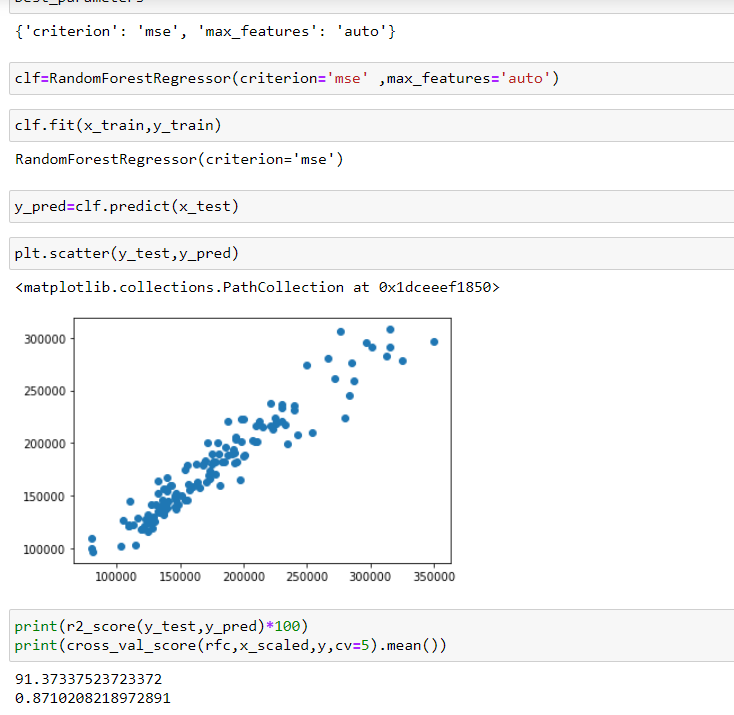 best_parameters
{'criterion': 'mse', 'max_features': 'auto'}
clf=RandomForestRegressor(criterion='mse' ,max_features='auto')
clf.fit(x_train,y_train)
RandomForestRegressor(criterion='mse')
y_pred=clf.predict(x_test)
plt.scatter(y_test,y_pred)
<matplotlib.collections.PathCollection at 0x1dceeef1850>
300000
250000
200000
150000
100000
100000 150000 200000 250000 300000 350000
print(r2_score(y_test,y_pred)*100)
print(cross_val_score(rfc,x_scaled,y,cv=5).mean())
91.37337523723372
0.8710208218972891